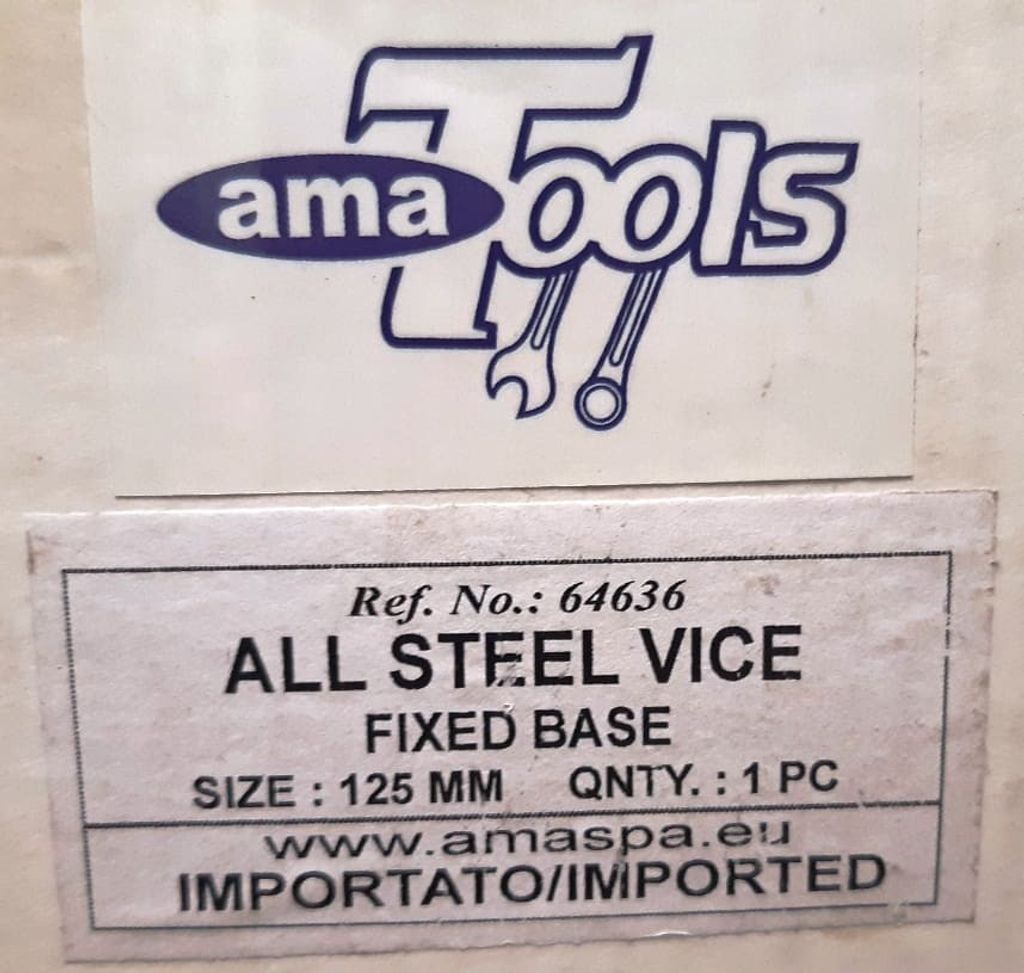 ama Tools
Ref. No.: 64636
ALL STEEL VICE
FIXED BASE
SIZE : 125 MM QNTY. : 1 PC
www.amaspa.eu
IMPORTATO/IMPORTED